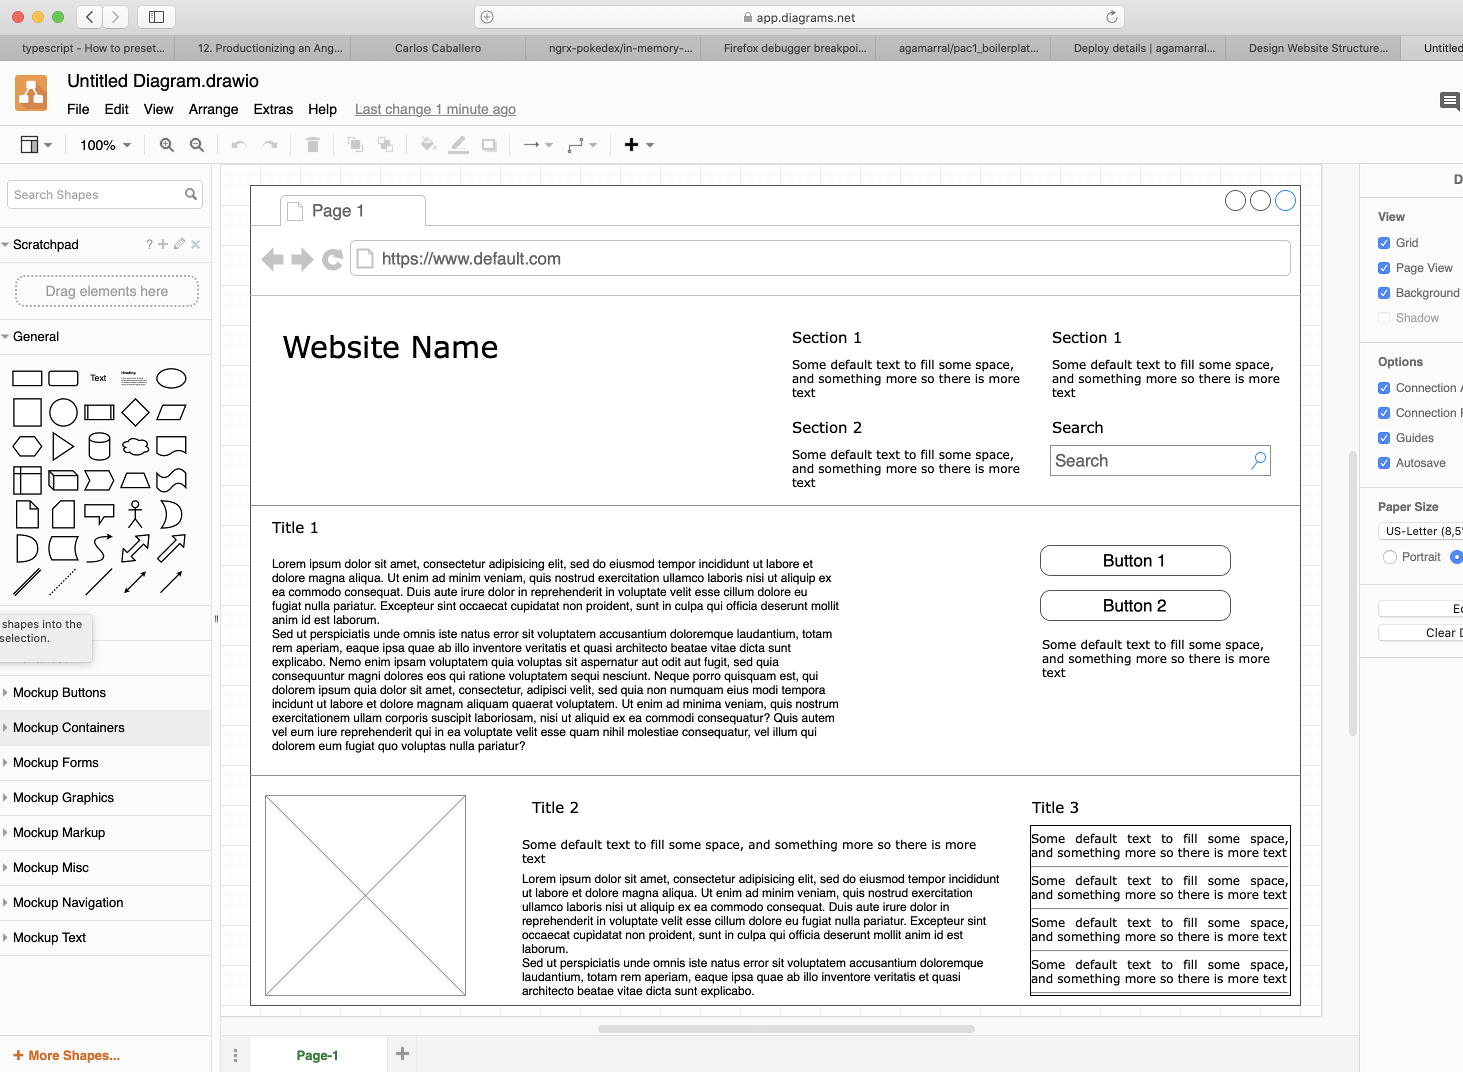 app.diagrams.net
typescript - How to preset...
12. Productionizing an Ang...
Carlos Caballero
ngrx-pokedex/in-memory-...
Firefox debugger breakpoi...
agamarral/pac1_boilerplat...
Deploy details | agamarral...
Design Website Structure...
Untitled
Untitled Diagram.drawio
File Edit View Arrange Extras Help Last change 1 minute ago
100%
Search Shapes
Scratchpad
?
Drag elements here
General
Text
Heading
shapes into the
selection.
Mockup Buttons
Mockup Containers
Mockup Forms
Mockup Graphics
Mockup Markup
Mockup Misc
Mockup Navigation
Mockup Text
+ More Shapes...
Page 1
https://www.default.com
Website Name
Section 1
Some default text to fill some space,
and something more so there is more
text
Section 2
Some default text to fill some space,
and something more so there is more
text
Section 1
Some default text to fill some space,
and something more so there is more
text
Search
Search
Title 1
Lorem ipsum dolor sit amet, consectetur adipisicing elit, sed do eiusmod tempor incididunt ut labore et
dolore magna aliqua. Ut enim ad minim veniam, quis nostrud exercitation ullamco laboris nisi ut aliquip ex
ea commodo consequat. Duis aute irure dolor in reprehenderit in voluptate velit esse cillum dolore eu
fugiat nulla pariatur. Excepteur sint occaecat cupidatat non proident, sunt in culpa qui officia deserunt mollit
anim id est laborum.
Sed ut perspiciatis unde omnis iste natus error sit voluptatem accusantium doloremque laudantium, totam
rem aperiam, eaque ipsa quae ab illo inventore veritatis et quasi architecto beatae vitae dicta sunt
explicabo. Nemo enim ipsam voluptatem quia voluptas sit aspernatur aut odit aut fugit, sed quia
consequuntur magni dolores eos qui ratione voluptatem sequi nesciunt. Neque porro quisquam est, qui
dolorem ipsum quia dolor sit amet, consectetur, adipisci velit, sed quia non numquam eius modi tempora
incidunt ut labore et dolore magnam aliquam quaerat voluptatem. Ut enim ad minima veniam, quis nostrum
exercitationem ullam corporis suscipit laboriosam, nisi ut aliquid ex ea commodi consequatur? Quis autem
vel eum iure reprehenderit qui in ea voluptate velit esse quam nihil molestiae consequatur, vel illum qui
dolorem eum fugiat quo voluptas nulla pariatur?
Button 1
Button 2
Some default text to fill some space,
and something more so there is more
text
Title 2
Some default text to fill some space, and something more so there is more
text
Lorem ipsum dolor sit amet, consectetur adipisicing elit, sed do eiusmod tempor incididunt
ut labore et dolore magna aliqua. Ut enim ad minim veniam, quis nostrud exercitation
ullamco laboris nisi ut aliquip ex ea commodo consequat. Duis aute irure dolor in
reprehenderit in voluptate velit esse cillum dolore eu fugiat nulla pariatur. Excepteur sint
occaecat cupidatat non proident, sunt in culpa qui officia deserunt mollit anim id est
laborum.
Sed ut perspiciatis unde omnis iste natus error sit voluptatem accusantium doloremque
laudantium, totam rem aperiam, eaque ipsa quae ab illo inventore veritatis et quasi
architecto beatae vitae dicta sunt explicabo.
Title 3
Some default text to fill some space,
and something more so there is more text
Some default text to fill some space,
and something more so there is more text
Some default text to fill some space,
and something more so there is more text
Some default text to fill some space,
and something more so there is more text
Page-1
D
View
Grid
Page View
Background
Shadow
Options
Connection A
Connection
Guides
Autosave
Paper Size
US-Letter (8,5"
Portrait
Ed
Clear D